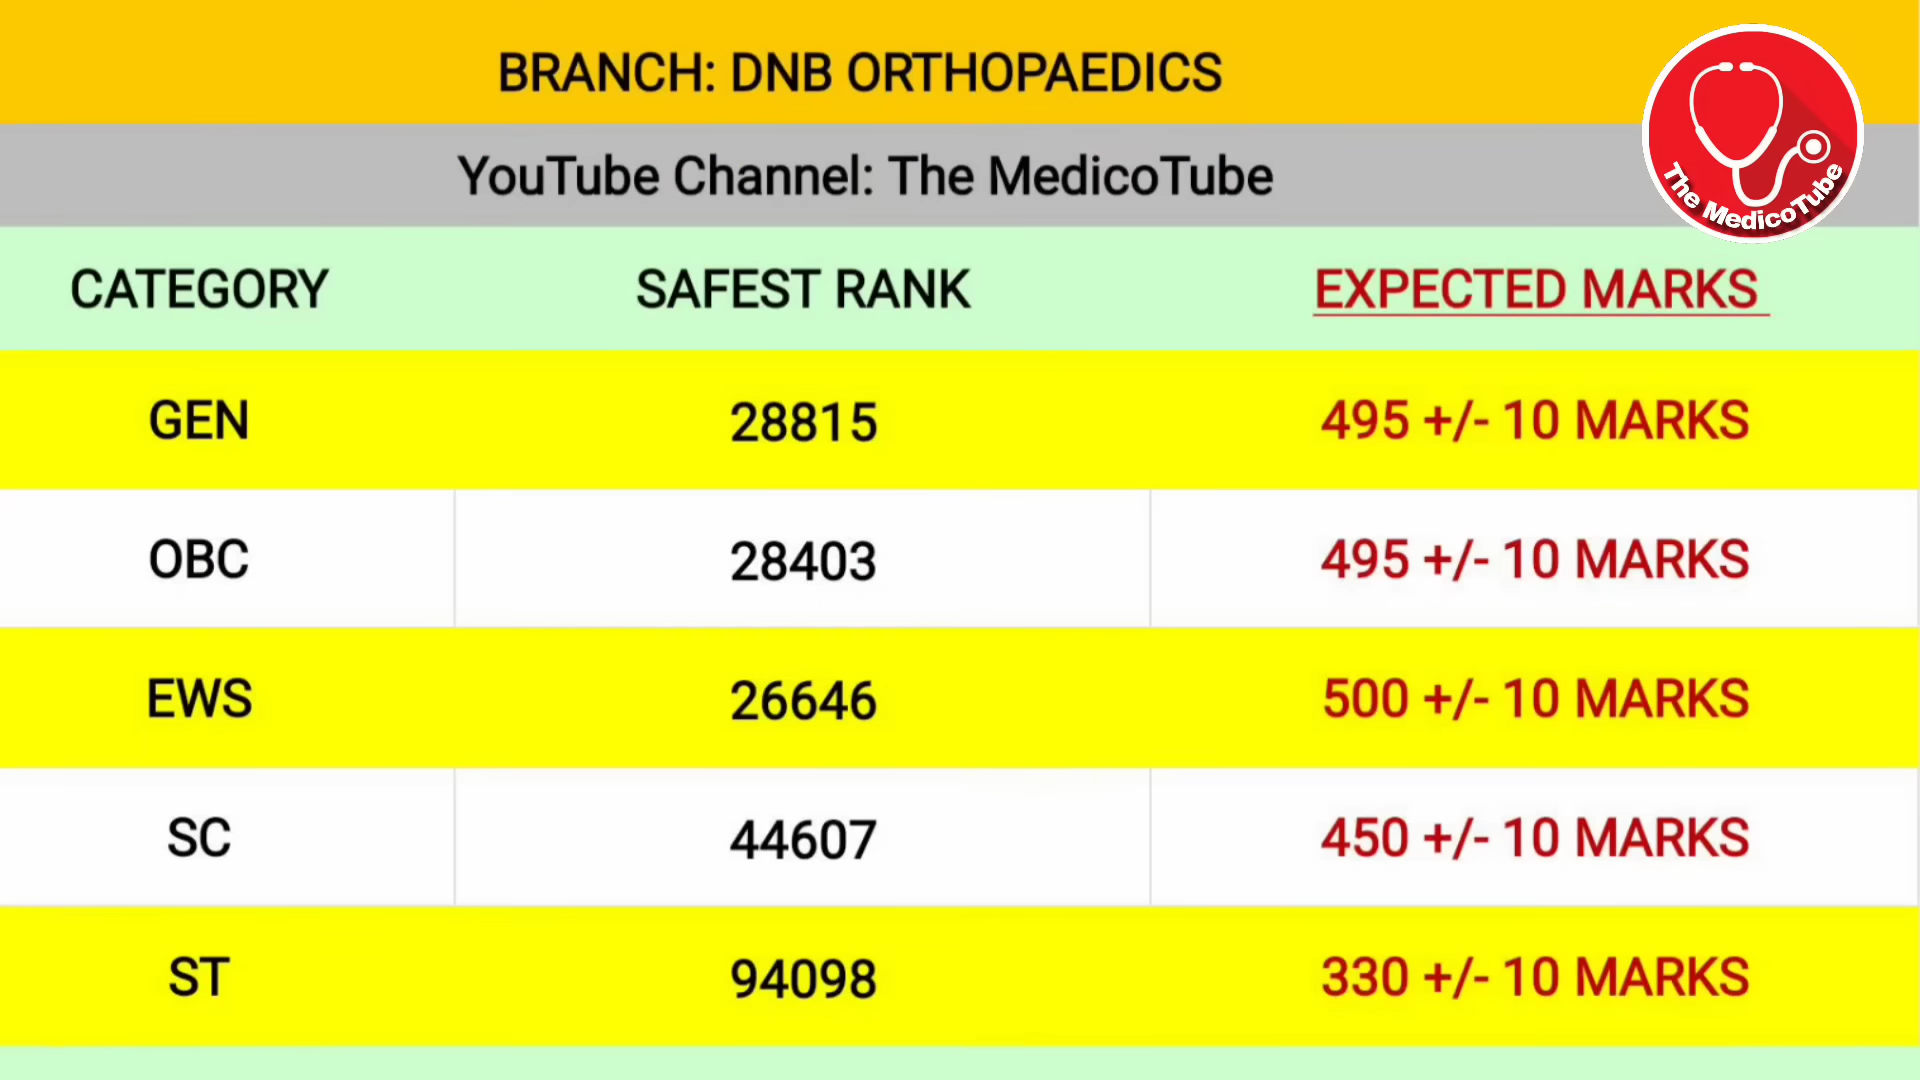 BRANCH: DNB ORTHOPAEDICS
YouTube Channel: The MedicoTube
The MedicoTube
CATEGORY SAFEST RANK EXPECTED MARKS
GEN 28815 495 +/- 10 MARKS
OBC 28403 495 +/- 10 MARKS
EWS 26646 500 +/- 10 MARKS
SC 44607 450 +/- 10 MARKS
ST 94098 330 +/- 10 MARKS